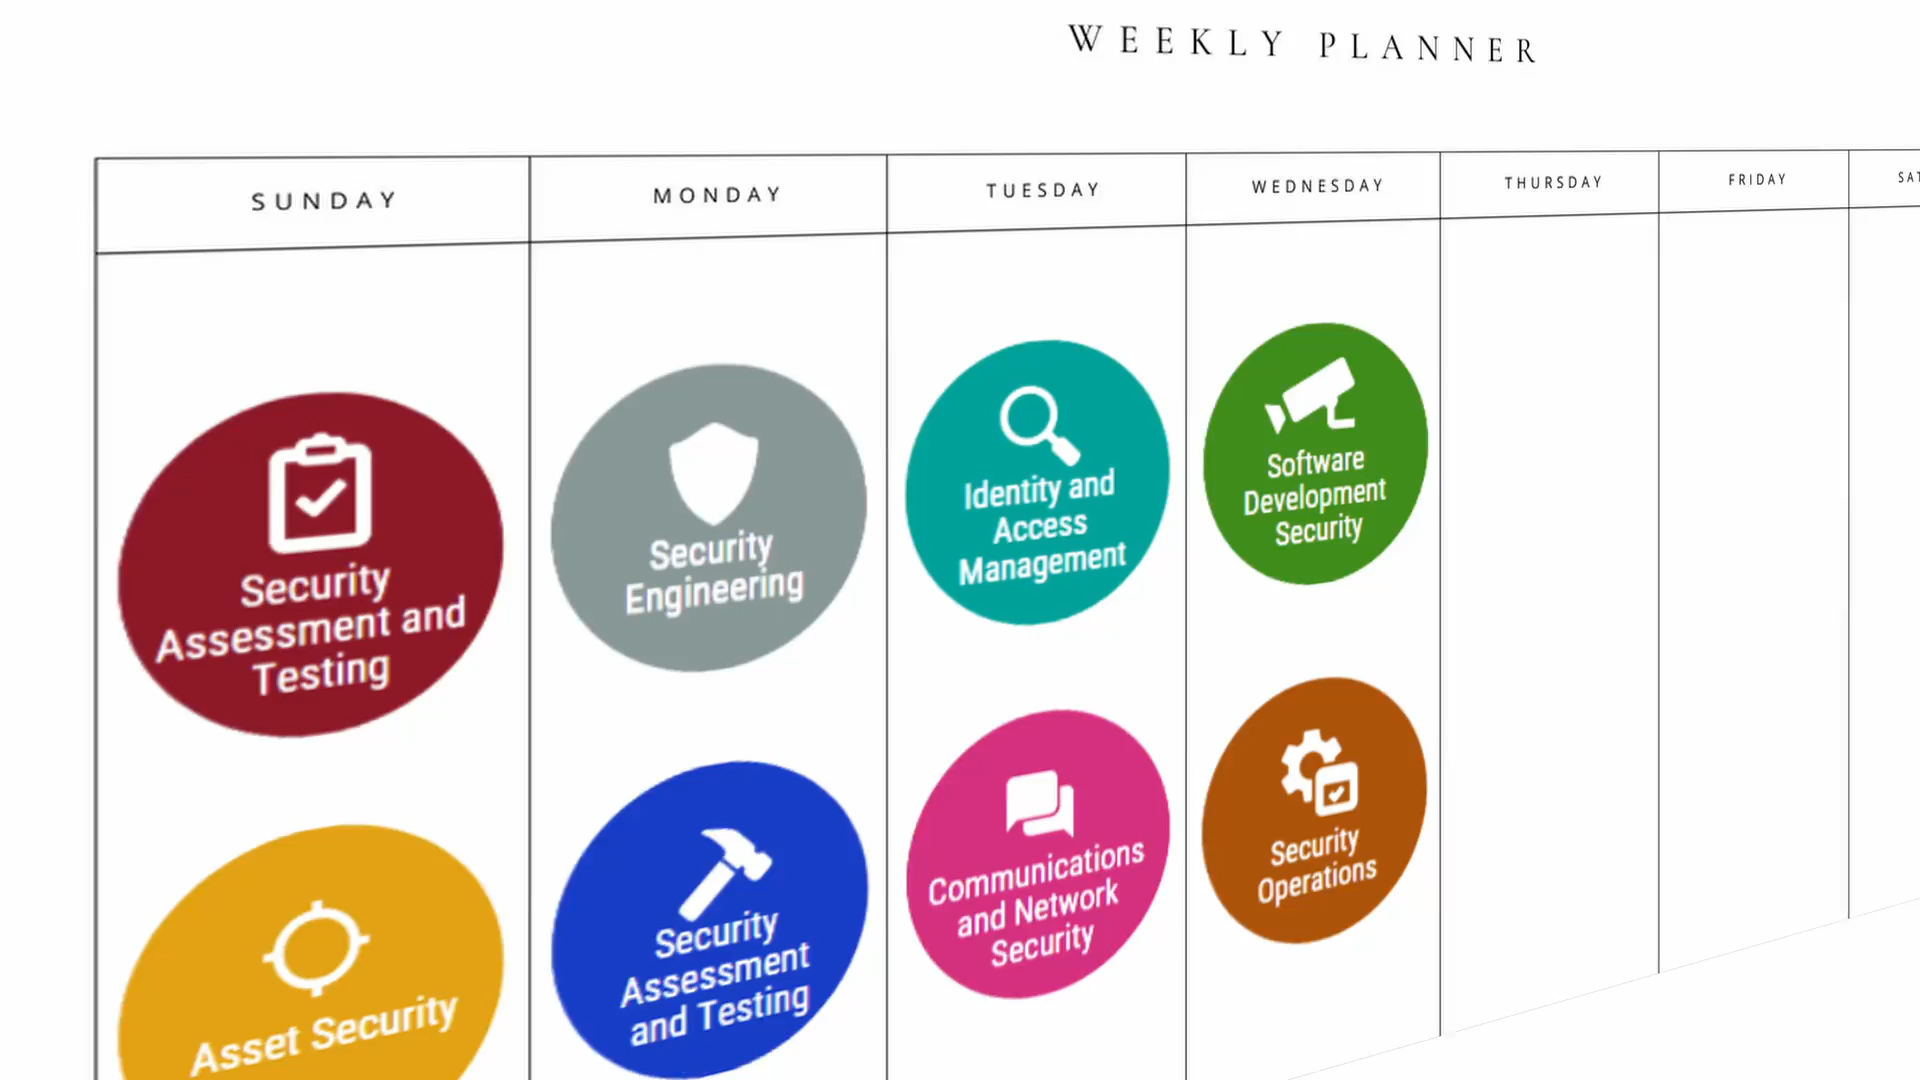 WEEKLY PLANNER
SUNDAY
MONDAY
TUESDAY
WEDNESDAY
THURSDAY
FRIDAY
Security
Assessment and
Testing
Asset Security
Security
Engineering
Security
Assessment
and Testing
Identity and
Access
Management
Communications
and Network
Security
Software
Development
Security
Security
Operations